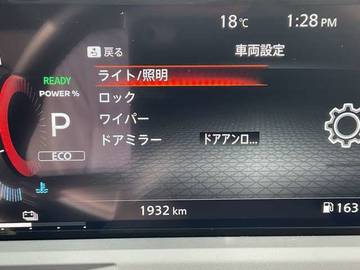 18℃ 1:28 PM
戻る 車両設定
ライト/照明
READY
POWER %
ロック
P
ワイパー
ドアミラー ドアアンロ...
ECO
1932 km 163